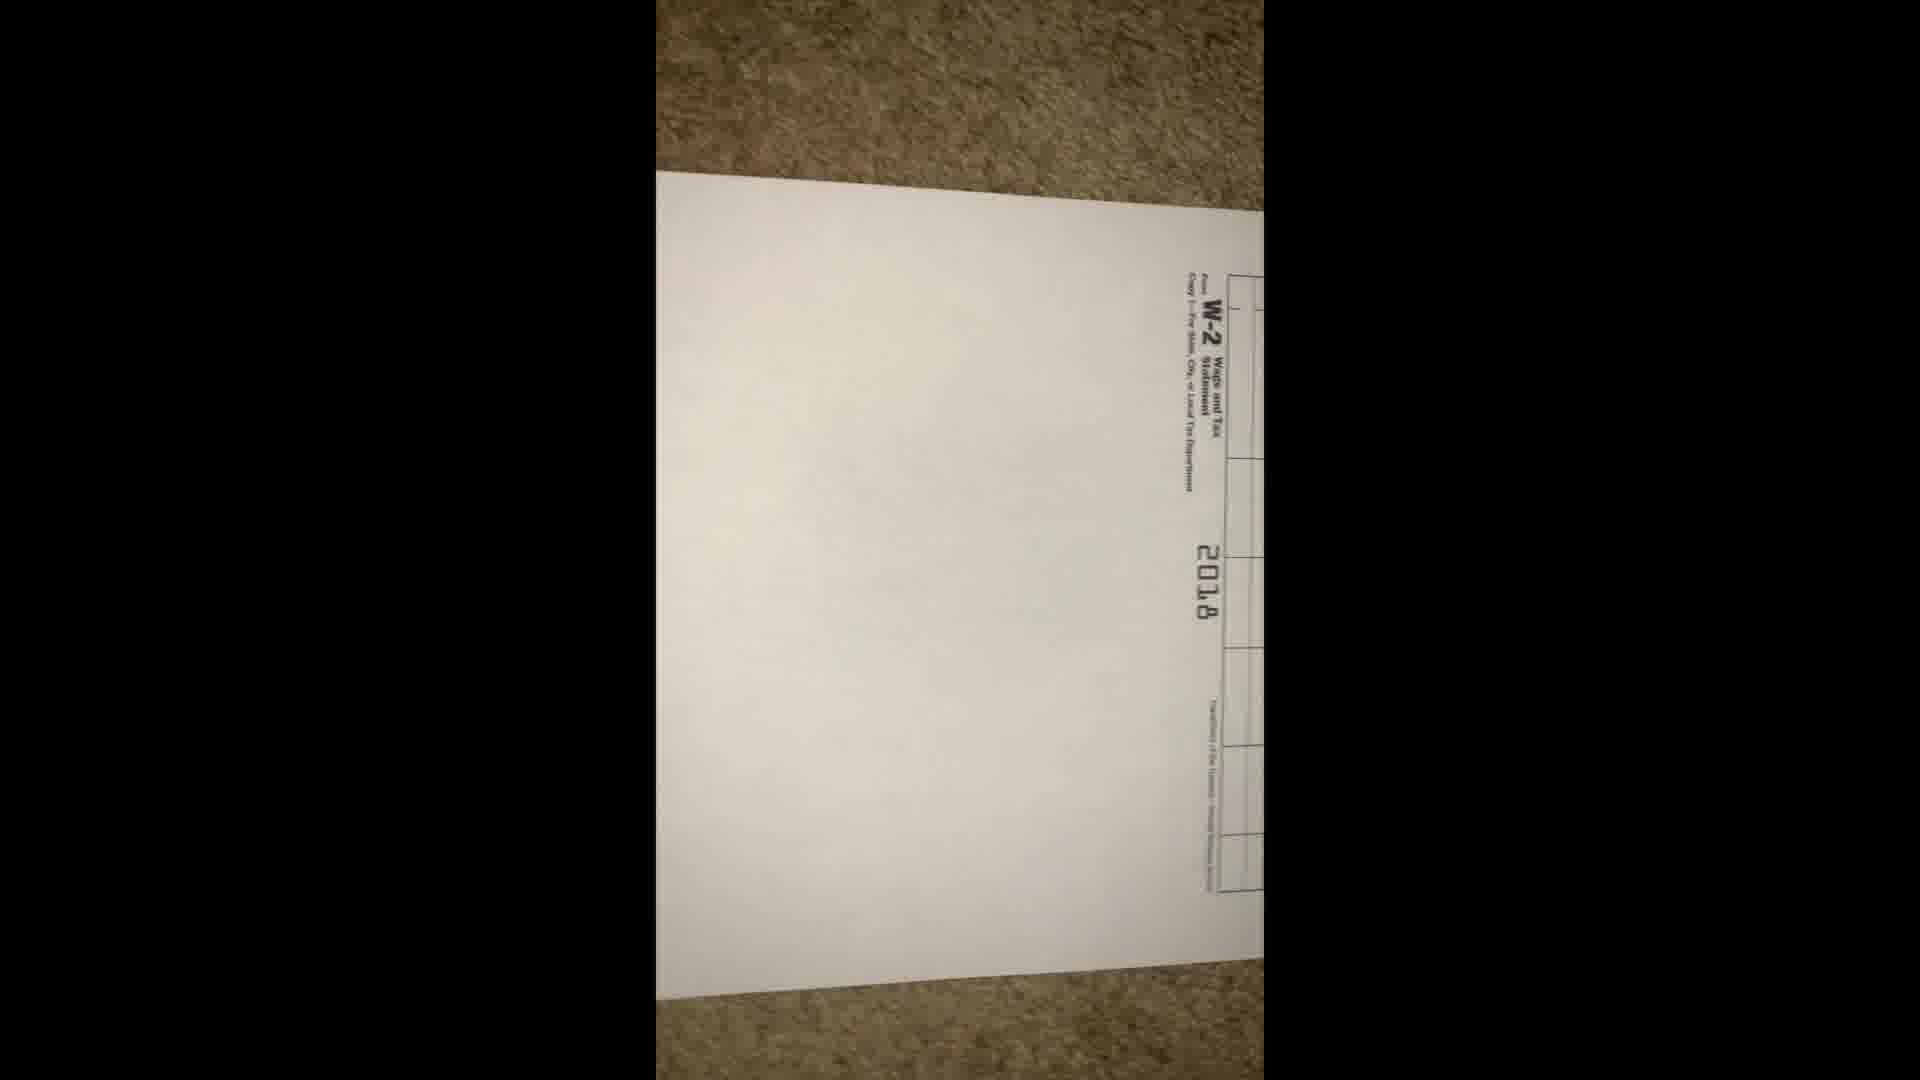 Form W-2 Wage and Tax
Statement
2018
Department of the Treasury - Internal Revenue Service
Copy 1—For State, City, or Local Tax Department